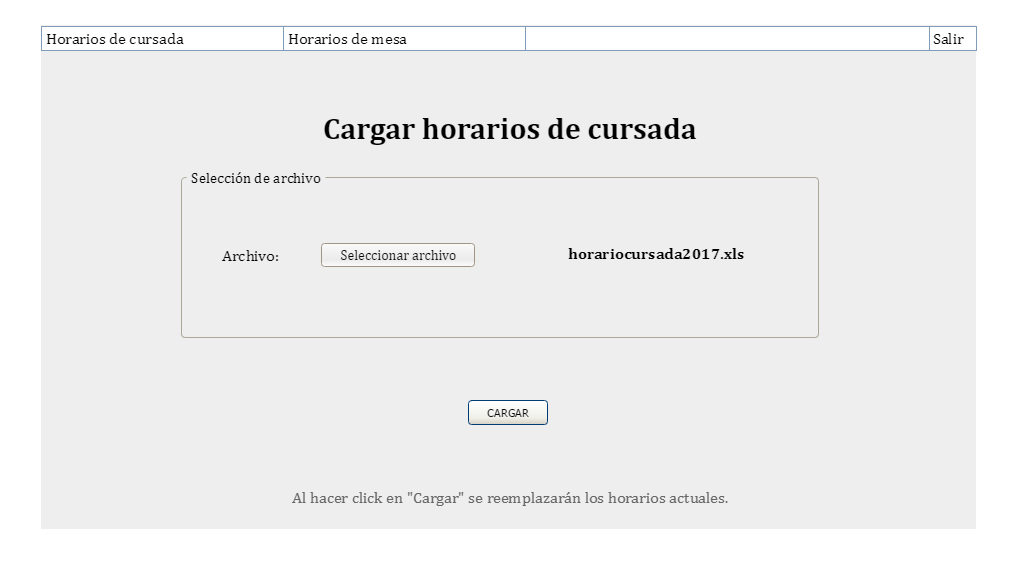 Horarios de cursada Horarios de mesa Salir
Cargar horarios de cursada
Selección de archivo
Archivo: Seleccionar archivo horariocursada2017.xls
CARGAR
Al hacer click en "Cargar" se reemplazarán los horarios actuales.